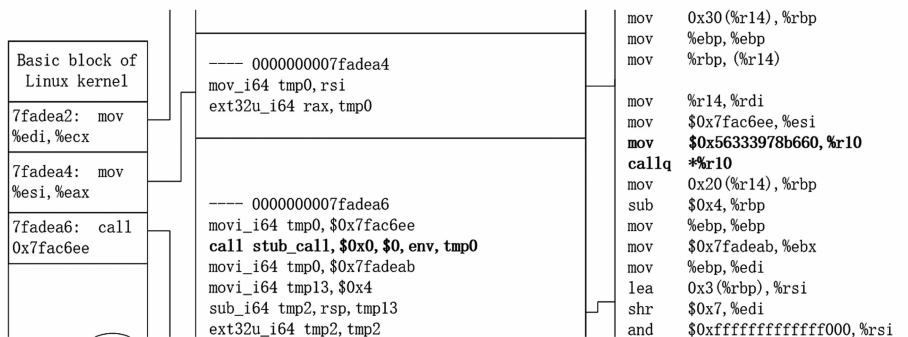 Basic block of
Linux kernel
7fadea2: mov
%edi,%ecx
7fadea4: mov
%esi,%eax
7fadea6: call
0x7fac6ee
---- 0000000007fadea4
mov_i64 tmp0,rsi
ext32u_i64 rax,tmp0
---- 0000000007fadea6
movi_i64 tmp0,$0x7fac6ee
call stub_call,$0x0,$0,env,tmp0
movi_i64 tmp0,$0x7fadeab
movi_i64 tmp13,$0x4
sub_i64 tmp2,rsp,tmp13
ext32u_i64 tmp2,tmp2
mov 0x30(%r14),%rbp
mov %ebp,%ebp
mov %rbp,(%r14)
mov %r14,%rdi
mov $0x7fac6ee,%esi
mov $0x56333978b660,%r10
callq *%r10
mov 0x20(%r14),%rbp
sub $0x4,%rbp
mov %ebp,%ebp
mov $0x7fadeab,%ebx
mov %ebp,%edi
lea 0x3(%rbp),%rsi
shr $0x7,%edi
and $0xfffffffffffff000,%rsi